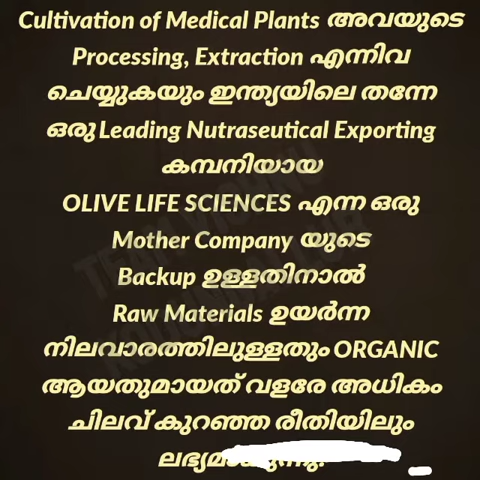 Cultivation of Medical Plants അവയുടെ
Processing, Extraction എന്നിവ
ചെയ്യുകയും ഇന്ത്യയിലെ തന്നേ
ഒരു Leading Nutraseutical Exporting
കമ്പനിയായ
OLIVE LIFE SCIENCES എന്ന ഒരു
Mother Company യുടെ
Backup ഉള്ളതിനാൽ
Raw Materials ഉയർന്ന
നിലവാരത്തിലുള്ളതും ORGANIC
ആയതുമായത് വളരേ അധികം
ചിലവ് കുറഞ്ഞ രീതിയിലും